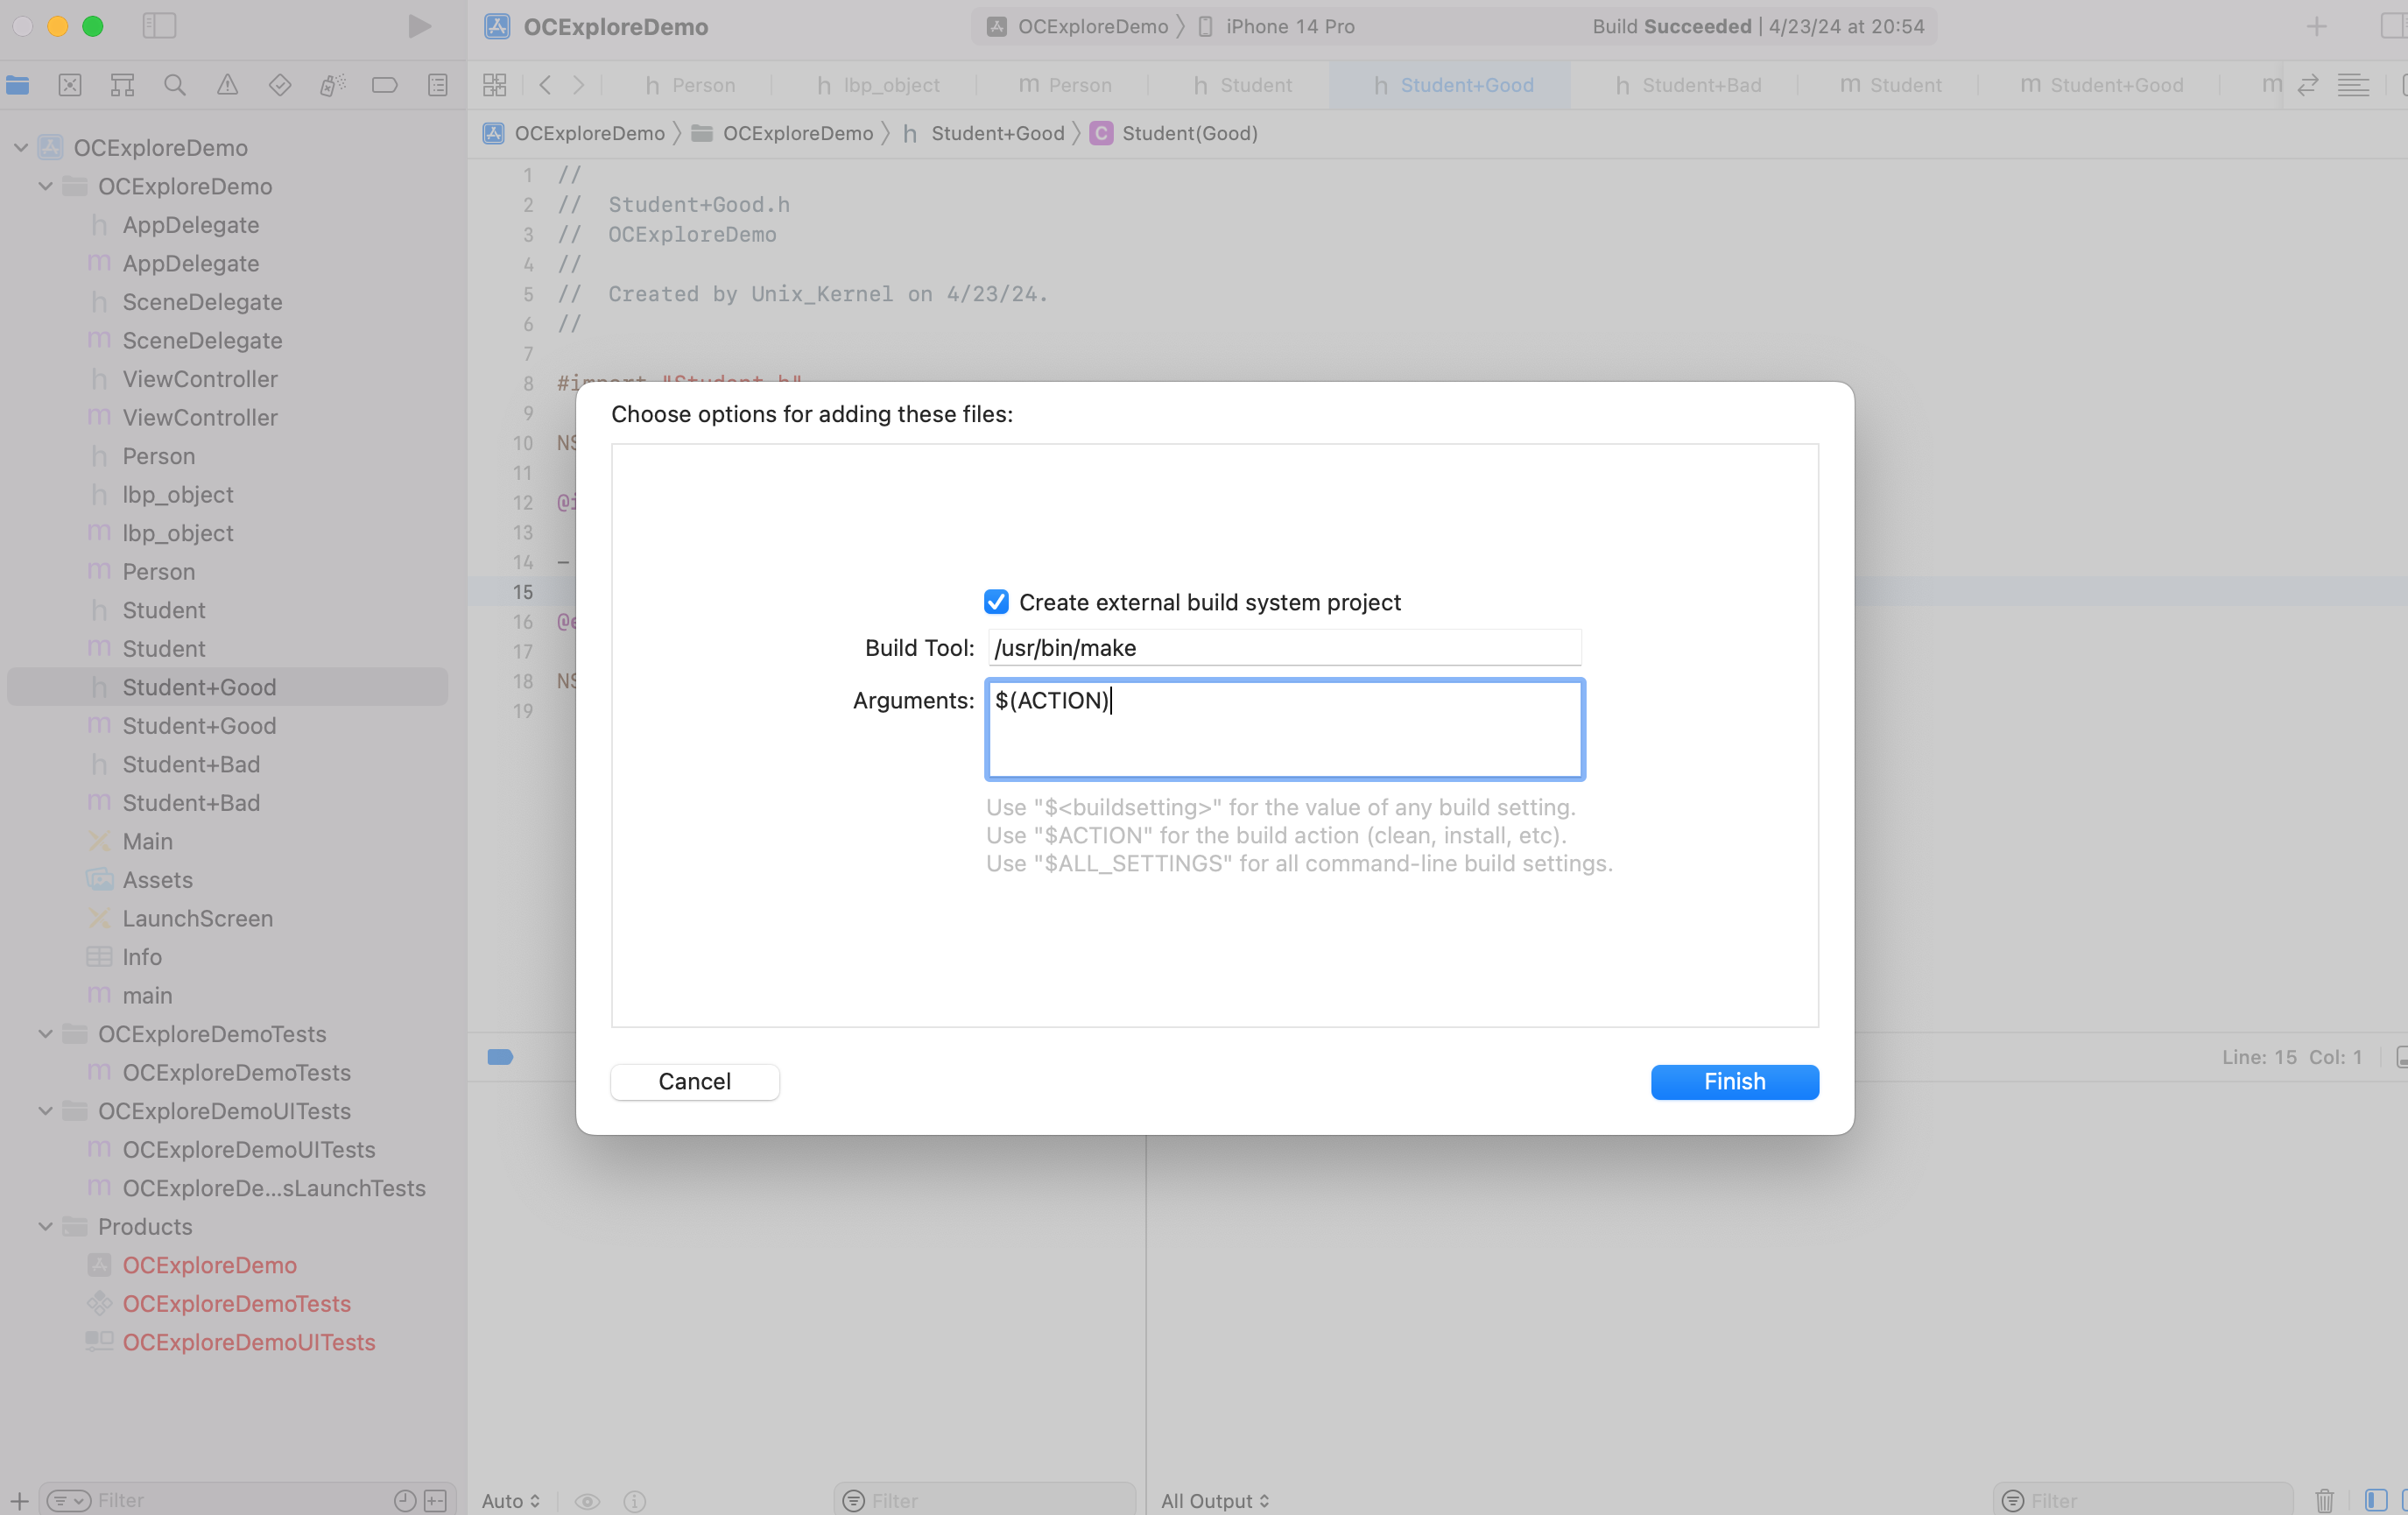 OCExploreDemo
OCExploreDemo
iPhone 14 Pro
Build Succeeded | 4/23/24 at 20:54
h Person
h lbp_object
m Person
h Student
h Student+Good
h Student+Bad
m Student
m Student+Good
m
OCExploreDemo
OCExploreDemo
h Student+Good
C Student(Good)
OCExploreDemo
OCExploreDemo
h AppDelegate
m AppDelegate
h SceneDelegate
m SceneDelegate
h ViewController
m ViewController
h Person
h lbp_object
m lbp_object
m Person
h Student
m Student
h Student+Good
m Student+Good
h Student+Bad
m Student+Bad
Main
Assets
LaunchScreen
Info
m main
OCExploreDemoTests
m OCExploreDemoTests
OCExploreDemoUITests
m OCExploreDemoUITests
m OCExploreDe...sLaunchTests
Products
OCExploreDemo
OCExploreDemoTests
OCExploreDemoUITests
Filter
1 //
2 // Student+Good.h
3 // OCExploreDemo
4 //
5 // Created by Unix_Kernel on 4/23/24.
6 //
7
8 #import "Student.h"
9
10 NS
11
12 @i
13
14 -
15
16 @e
17
18 NS
19
Choose options for adding these files:
Create external build system project
Build Tool: /usr/bin/make
Arguments: $(ACTION)
Use "$<buildsetting>" for the value of any build setting.
Use "$ACTION" for the build action (clean, install, etc).
Use "$ALL_SETTINGS" for all command-line build settings.
Cancel
Finish
Line: 15 Col: 1
Auto
Filter
All Output
Filter